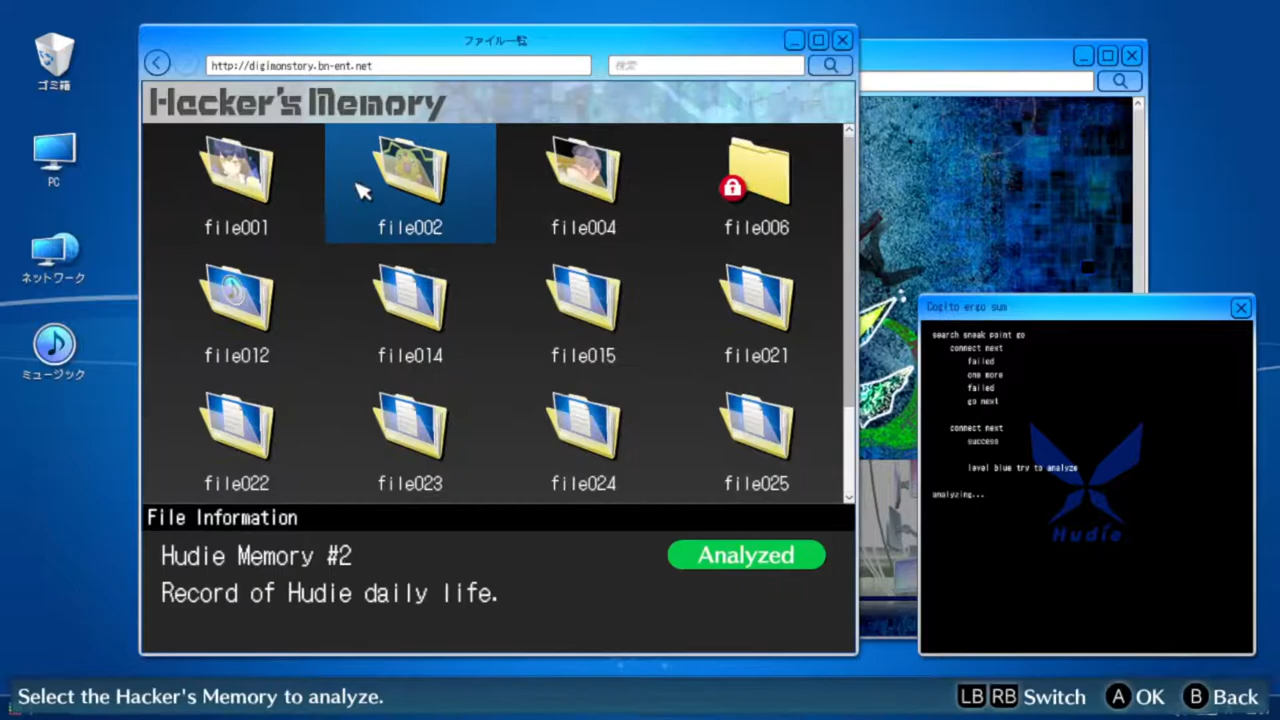 ゴミ箱
PC
ネットワーク
ミュージック
ファイル一覧
http://digimonstory.bn-ent.net
検索
Hacker's Memory
file001
file002
file004
file006
file012
file014
file015
file021
file022
file023
file024
file025
File Information
Hudie Memory #2
Analyzed
Record of Hudie daily life.
Cogito ergo sum
search sneak point go
connect next
failed
one more
failed
go next
connect next
success
level blue try to analyze
analyzing...
Hudie
Select the Hacker's Memory to analyze.
LB RB Switch A OK B Back